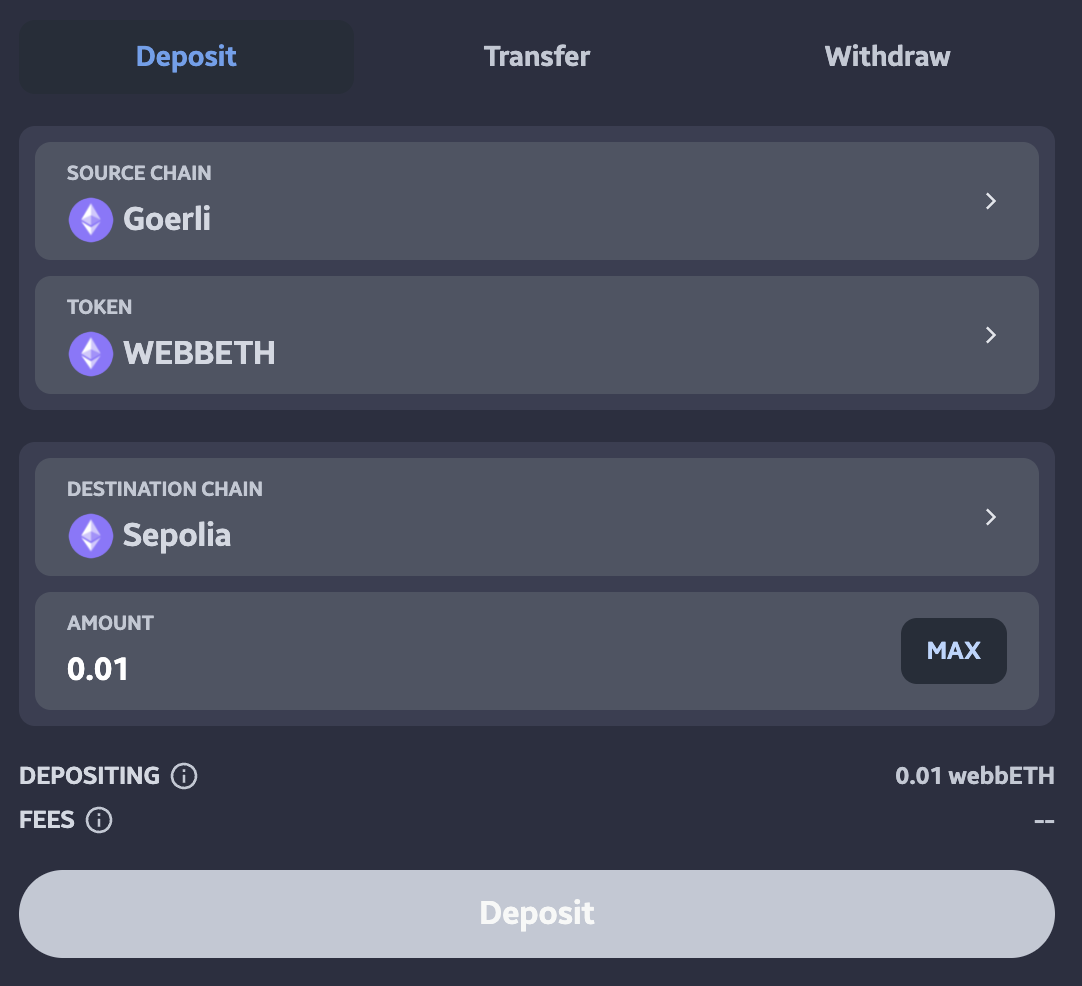 Deposit Transfer Withdraw
SOURCE CHAIN
Goerli
TOKEN
WEBBETH
DESTINATION CHAIN
Sepolia
AMOUNT
0.01
MAX
DEPOSITING 0.01 webbETH
FEES --
Deposit